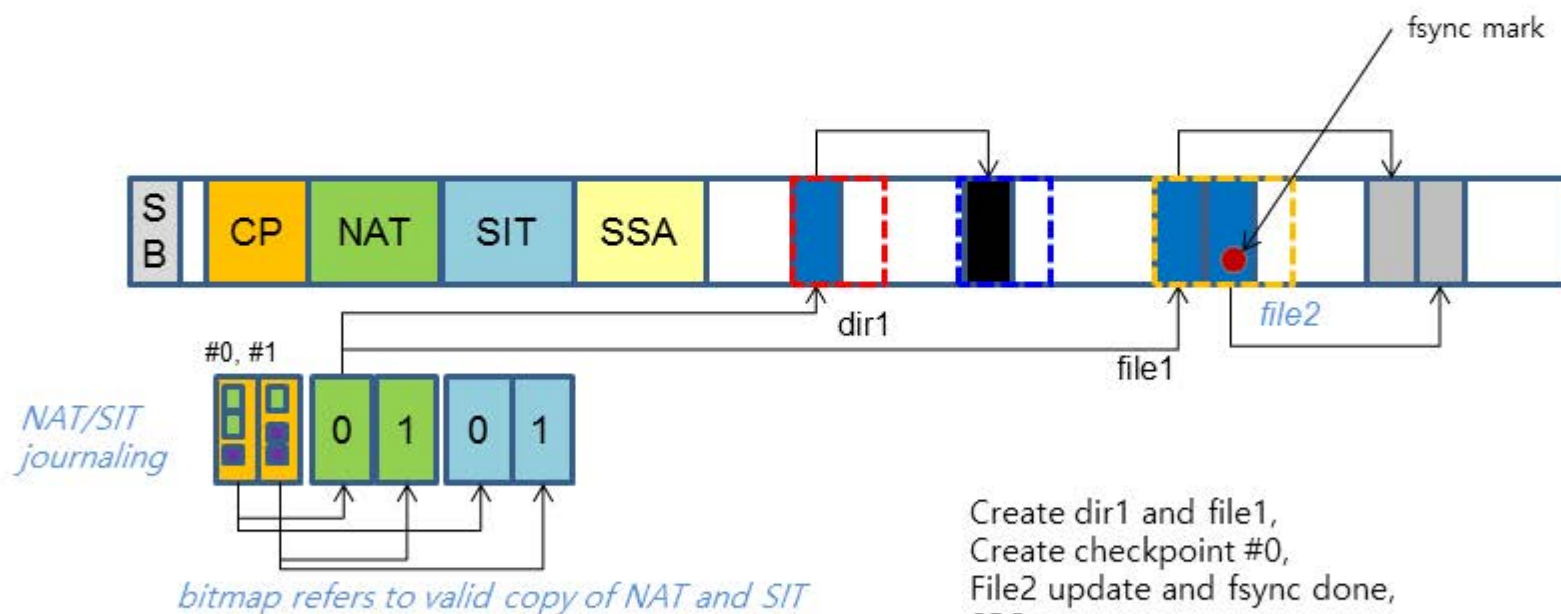 fsync mark
S
B
CP
NAT
SIT
SSA
dir1
file2
#0, #1
file1
NAT/SIT
journaling
0
1
0
1
bitmap refers to valid copy of NAT and SIT
Create dir1 and file1,
Create checkpoint #0,
File2 update and fsync done,